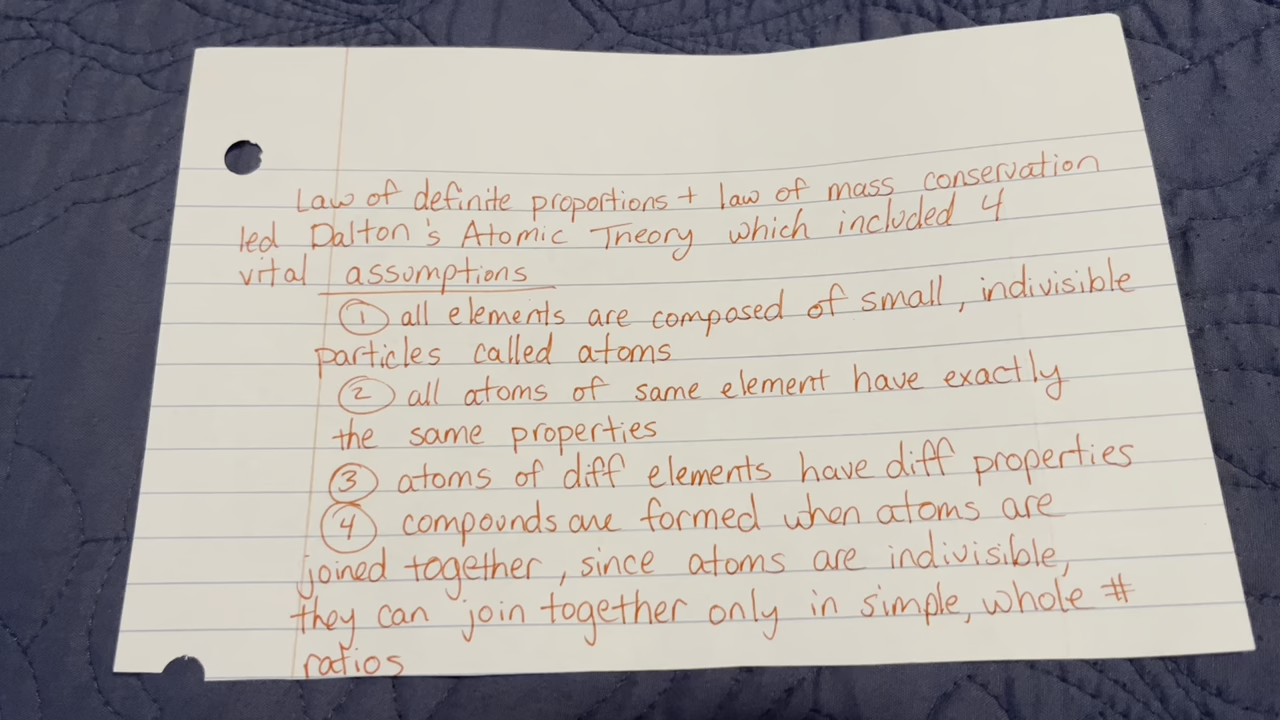 Law of definite proportions + law of mass conservation
led Dalton's Atomic Theory which included 4
vital assumptions
① all elements are composed of small, indivisible
particles called atoms
② all atoms of same element have exactly
the same properties
③ atoms of diff elements have diff properties
④ compounds are formed when atoms are
joined together, since atoms are indivisible,
they can join together only in simple, whole #
ratios